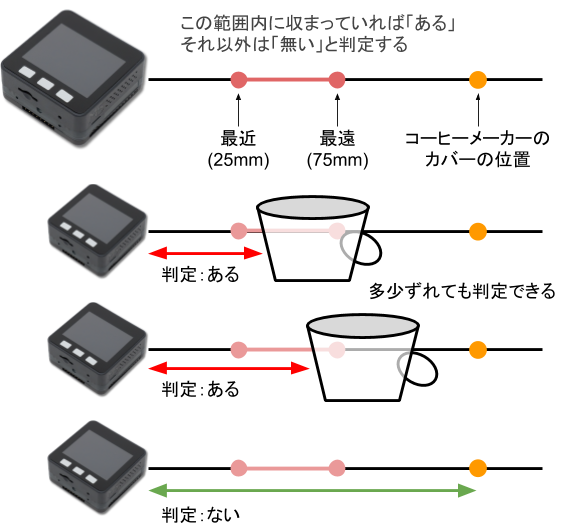 この範囲内に収まっていれば「ある」
それ以外は「無い」と判定する
最近
(25mm)
最遠
(75mm)
コーヒーメーカーの
カバーの位置
判定：ある
多少ずれても判定できる
判定：ある
判定：ない